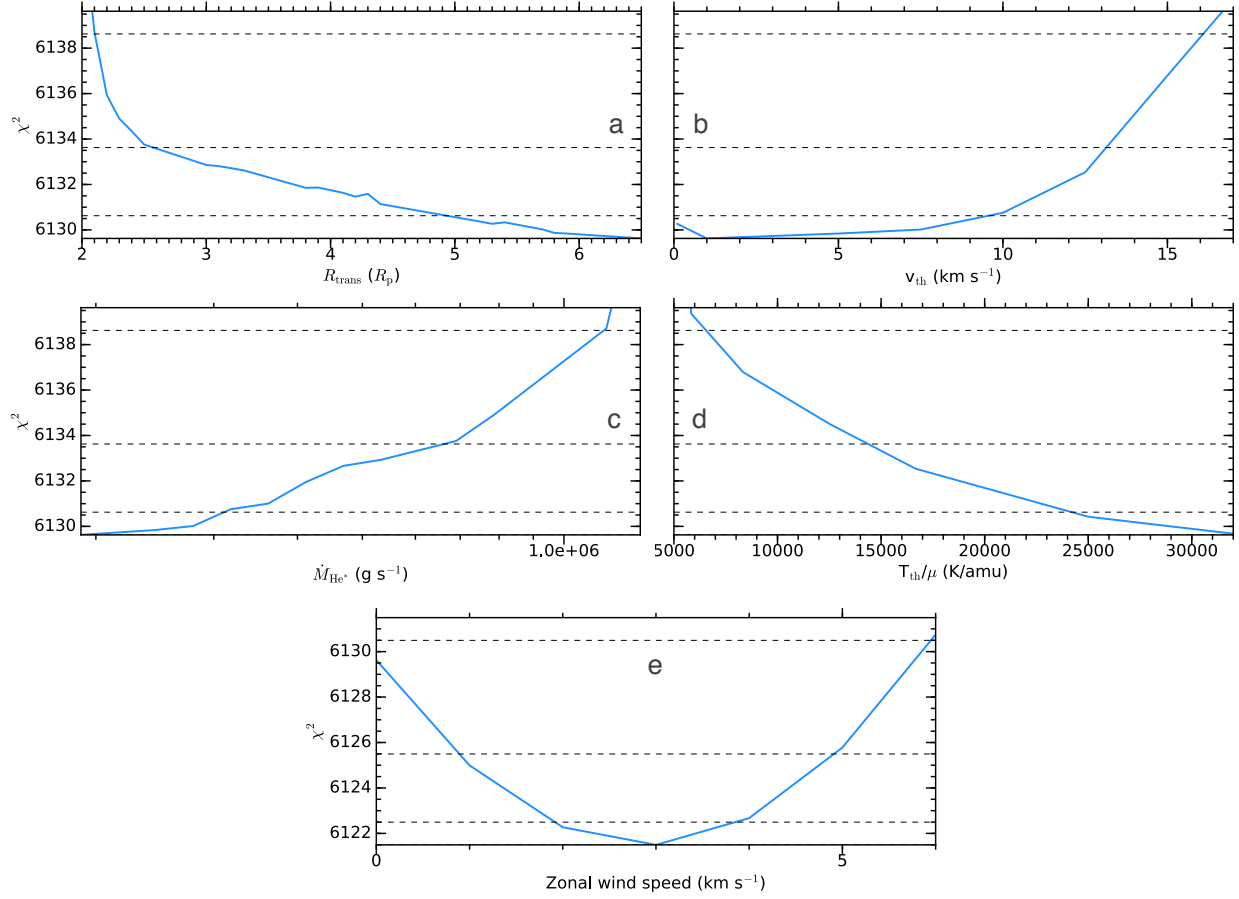 6138
6136
6134
6132
6130
χ²
a
2 3 4 5 6
R_trans (R_p)
b
0 5 10 15
v_th (km s⁻¹)
6138
6136
6134
6132
6130
χ²
c
1.0e+06
Ṁ_He* (g s⁻¹)
d
5000 10000 15000 20000 25000 30000
T_th/μ (K/amu)
6130
6128
6126
6124
6122
χ²
e
0 5
Zonal wind speed (km s⁻¹)